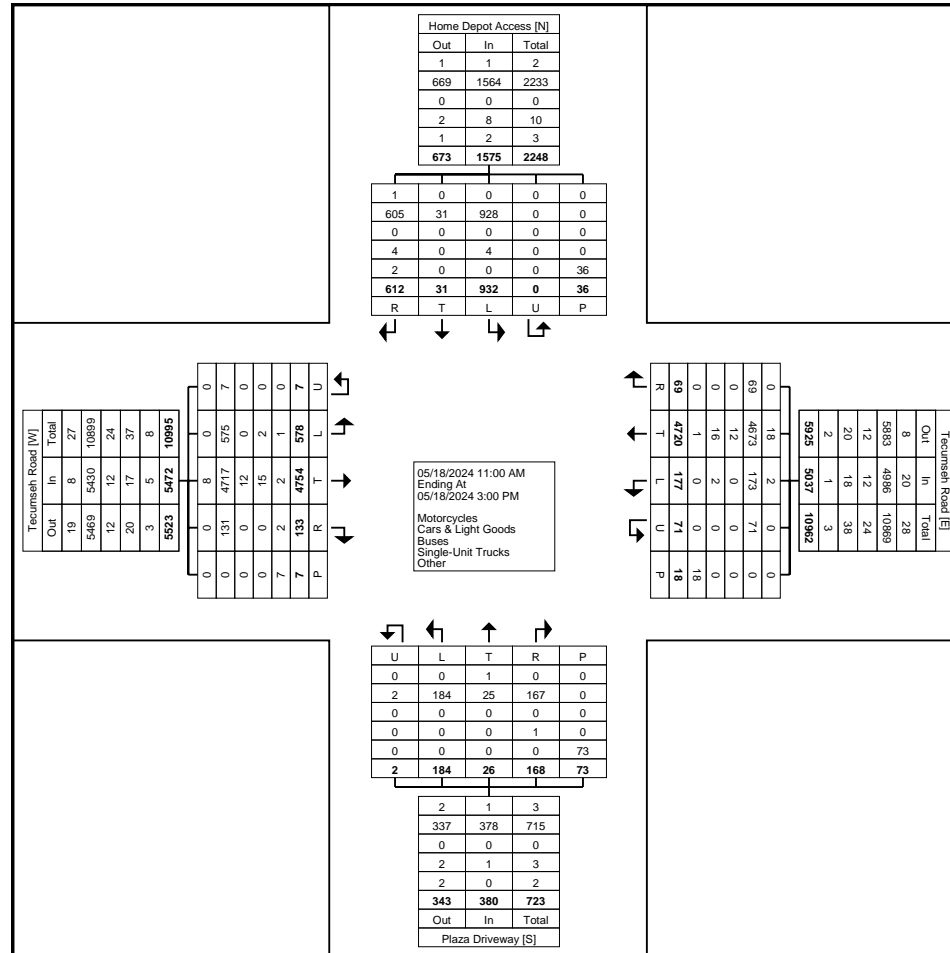 Home Depot Access [N]
Out In Total
1 1 2
669 1564 2233
0 0 0
2 8 10
1 2 3
673 1575 2248
1 0 0 0 0
605 31 928 0 0
0 0 0 0 0
4 0 4 0 0
2 0 0 0 36
612 31 932 0 36
R T L U P
Tecumseh Road [W]
Total In Out
27 8 19
10899 5430 5469
24 12 12
37 17 20
8 5 3
10995 5472 5523
0 0 8 0 0
7 575 4717 131 0
0 0 12 0 0
0 2 15 0 0
0 1 2 2 7
7 578 4754 133 7
U L T R P
05/18/2024 11:00 AM
Ending At
05/18/2024 3:00 PM
Motorcycles
Cars & Light Goods
Buses
Single-Unit Trucks
Other
Tecumseh Road [E]
Out In Total
8 20 28
5883 4986 10869
12 12 24
20 18 38
2 1 3
5925 5037 10962
0 18 2 0 0
69 4673 173 71 0
0 12 0 0 0
0 16 2 0 0
0 1 0 0 18
69 4720 177 71 18
R T L U P
U L T R P
0 0 1 0 0
2 184 25 167 0
0 0 0 0 0
0 0 0 1 0
0 0 0 0 73
2 184 26 168 73
2 1 3
337 378 715
0 0 0
2 1 3
2 0 2
343 380 723
Out In Total
Plaza Driveway [S]